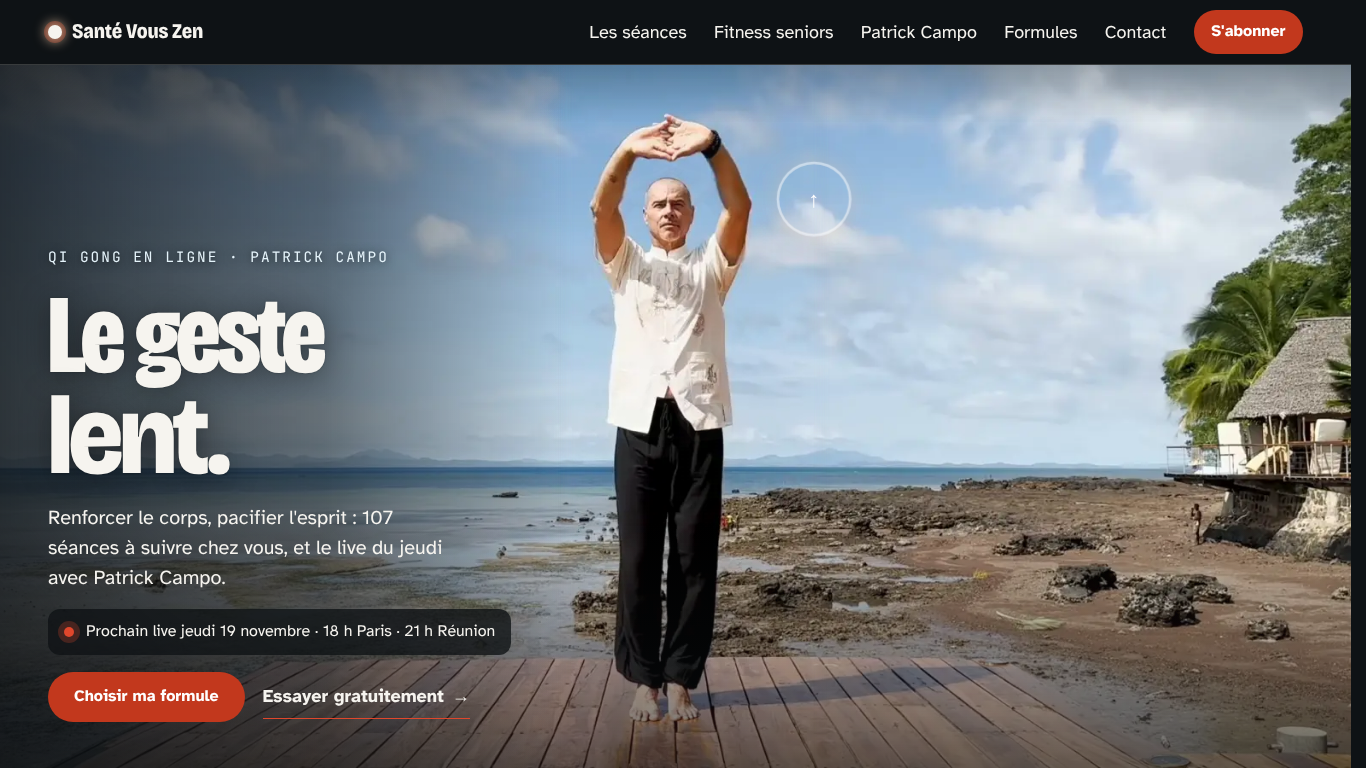 Santé Vous Zen
Les séances
Fitness seniors
Patrick Campo
Formules
Contact
S'abonner
↑
QI GONG EN LIGNE · PATRICK CAMPO
Le geste
lent.
Renforcer le corps, pacifier l'esprit : 107
séances à suivre chez vous, et le live du jeudi
avec Patrick Campo.
Prochain live jeudi 19 novembre · 18 h Paris · 21 h Réunion
Choisir ma formule
Essayer gratuitement →